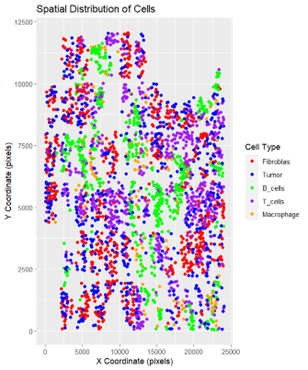 Spatial Distribution of Cells
12500
10000
7500
5000
2500
0
Y Coordinate (pixels)
0 5000 10000 15000 20000 25000
X Coordinate (pixels)
Cell Type
Fibroblas
Tumor
B_cells
T_cells
Macrophage